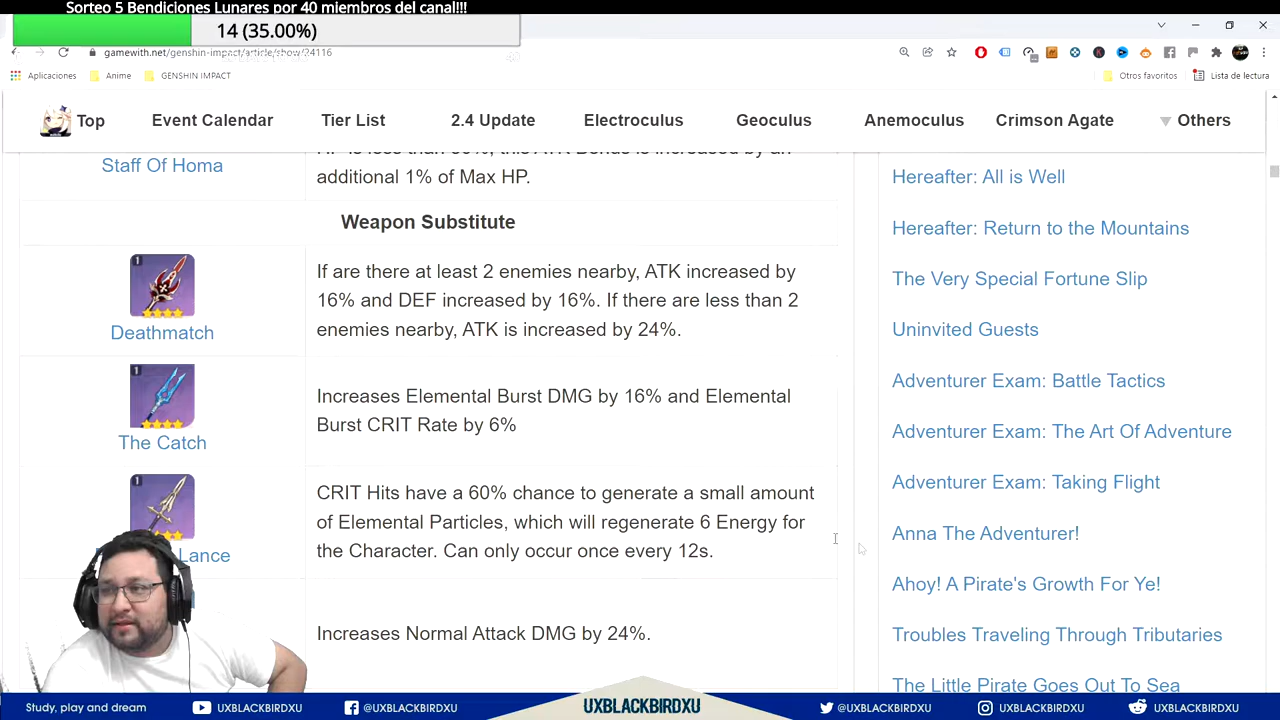 Sorteo 5 Bendiciones Lunares por 40 miembros del canal!!!
14 (35.00%)
gamewith.net/genshin-impact/article/show/24116
Aplicaciones
Anime
GENSHIN IMPACT
Otros favoritos
Lista de lectura
Top
Event Calendar
Tier List
2.4 Update
Electroculus
Geoculus
Anemoculus
Crimson Agate
Others
Staff Of Homa
additional 1% of Max HP.
Weapon Substitute
1
Deathmatch
If are there at least 2 enemies nearby, ATK increased by
16% and DEF increased by 16%. If there are less than 2
enemies nearby, ATK is increased by 24%.
1
The Catch
Increases Elemental Burst DMG by 16% and Elemental
Burst CRIT Rate by 6%
1
Lance
CRIT Hits have a 60% chance to generate a small amount
of Elemental Particles, which will regenerate 6 Energy for
the Character. Can only occur once every 12s.
Increases Normal Attack DMG by 24%.
Hereafter: All is Well
Hereafter: Return to the Mountains
The Very Special Fortune Slip
Uninvited Guests
Adventurer Exam: Battle Tactics
Adventurer Exam: The Art Of Adventure
Adventurer Exam: Taking Flight
Anna The Adventurer!
Ahoy! A Pirate's Growth For Ye!
Troubles Traveling Through Tributaries
The Little Pirate Goes Out To Sea
Study, play and dream
UXBLACKBIRDXU
@UXBLACKBIRDXU
UXBLACKBIRDXU
@UXBLACKBIRDXU
UXBLACKBIRDXU
UXBLACKBIRDXU